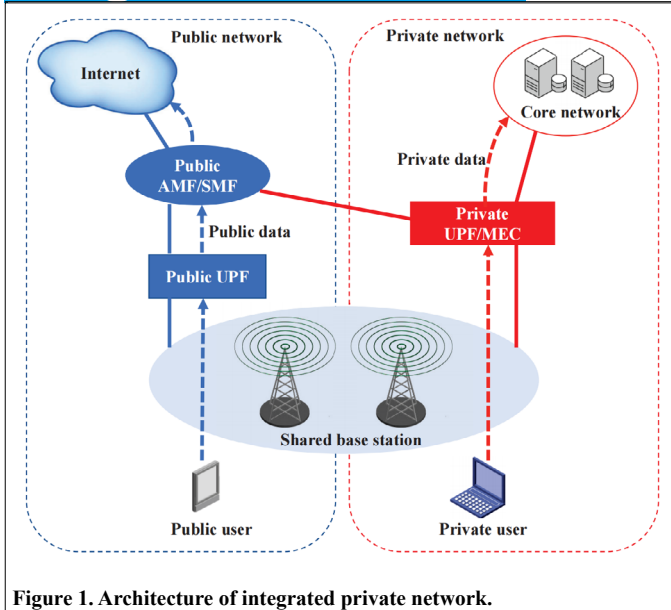 Public network
Private network
Internet
Core network
Public
AMF/SMF
Private data
Private
UPF/MEC
Public data
Public UPF
Shared base station
Public user
Private user
Figure 1. Architecture of integrated private network.